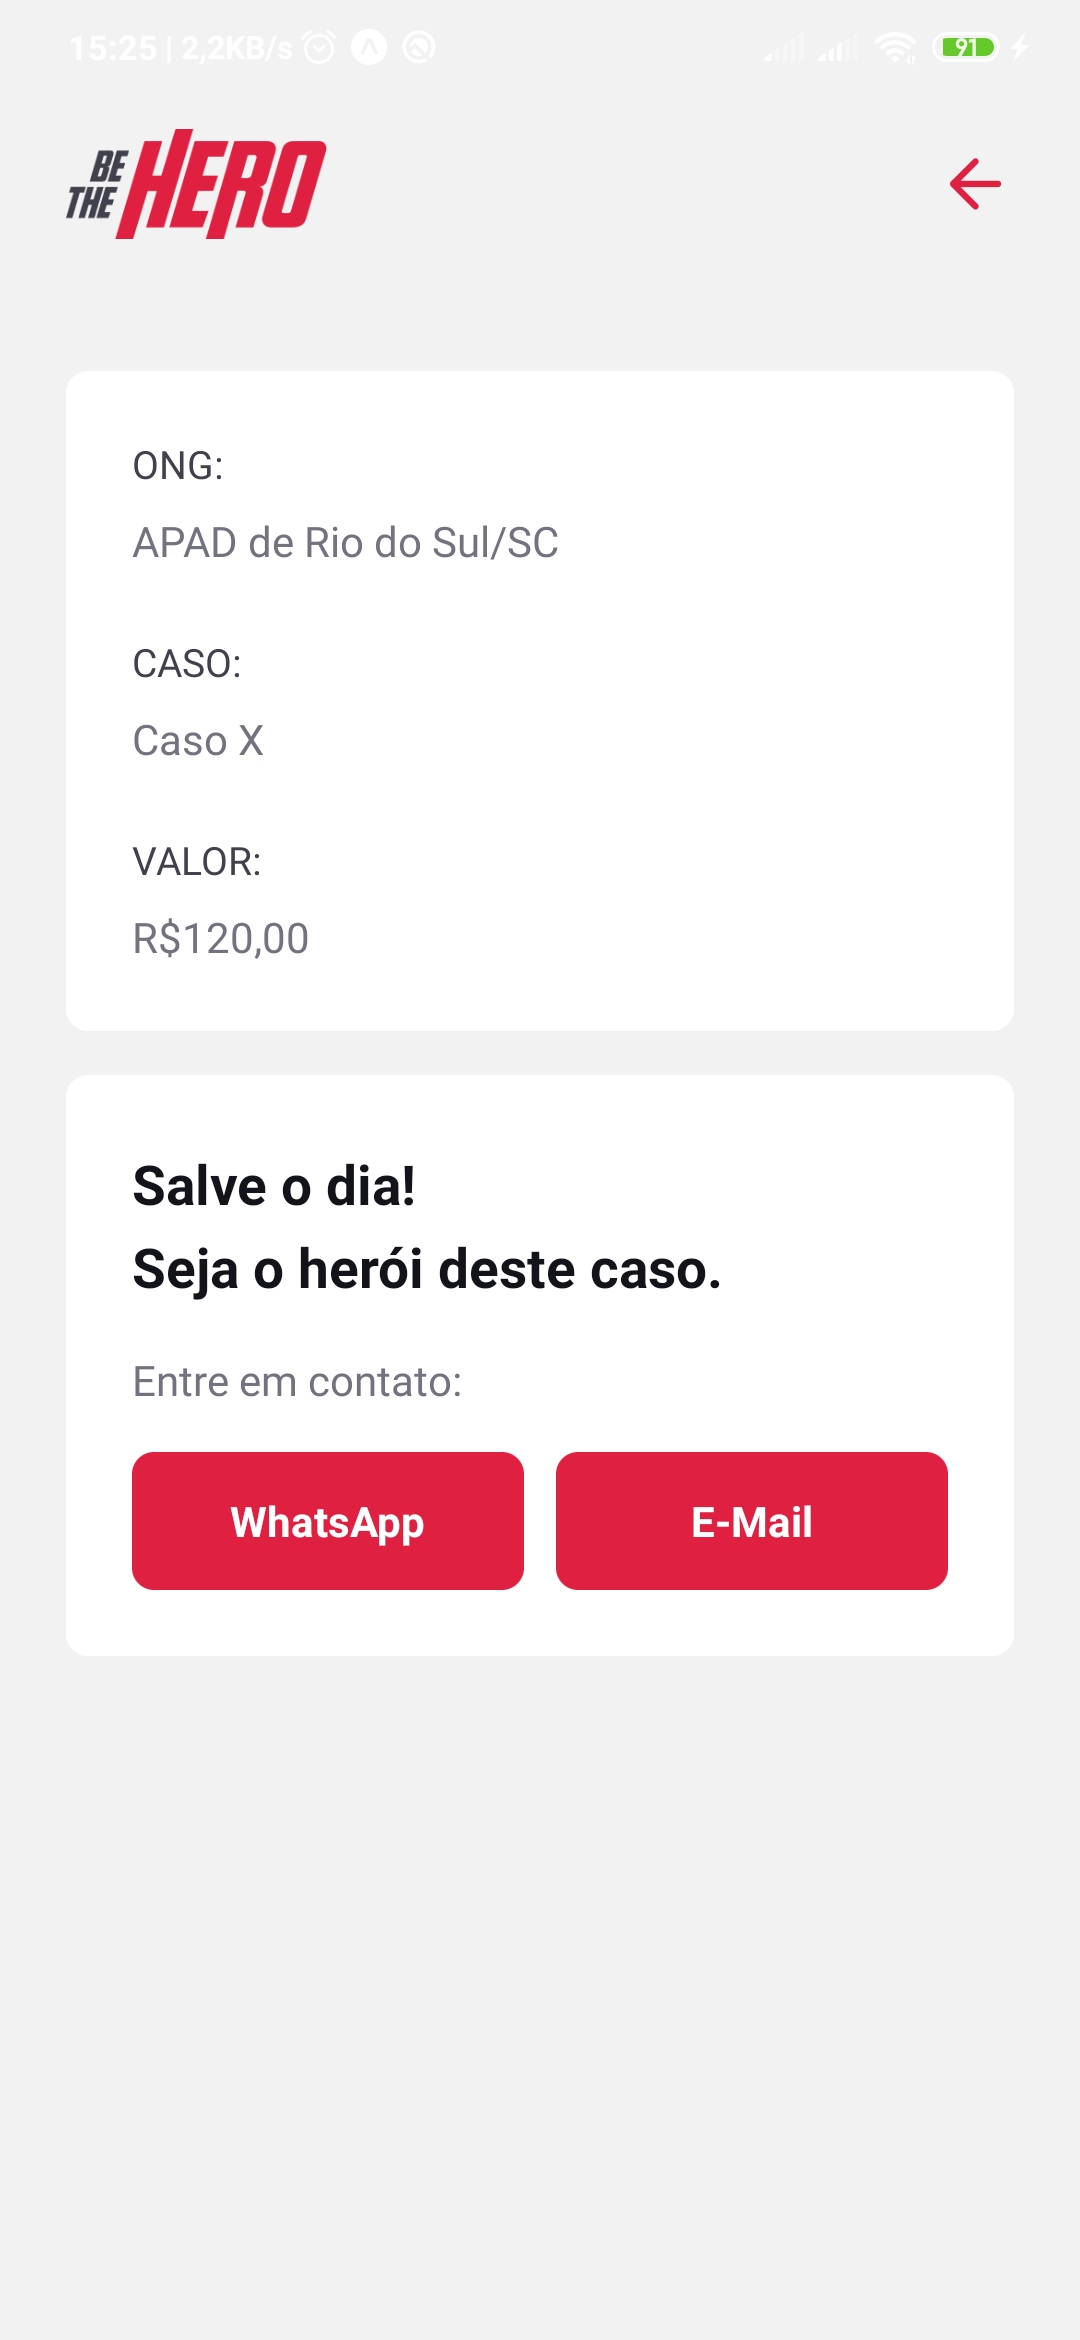 15:25 | 2,2KB/s
91
BE THE HERO
ONG:
APAD de Rio do Sul/SC
CASO:
Caso X
VALOR:
R$120,00
Salve o dia!
Seja o herói deste caso.
Entre em contato:
WhatsApp
E-Mail